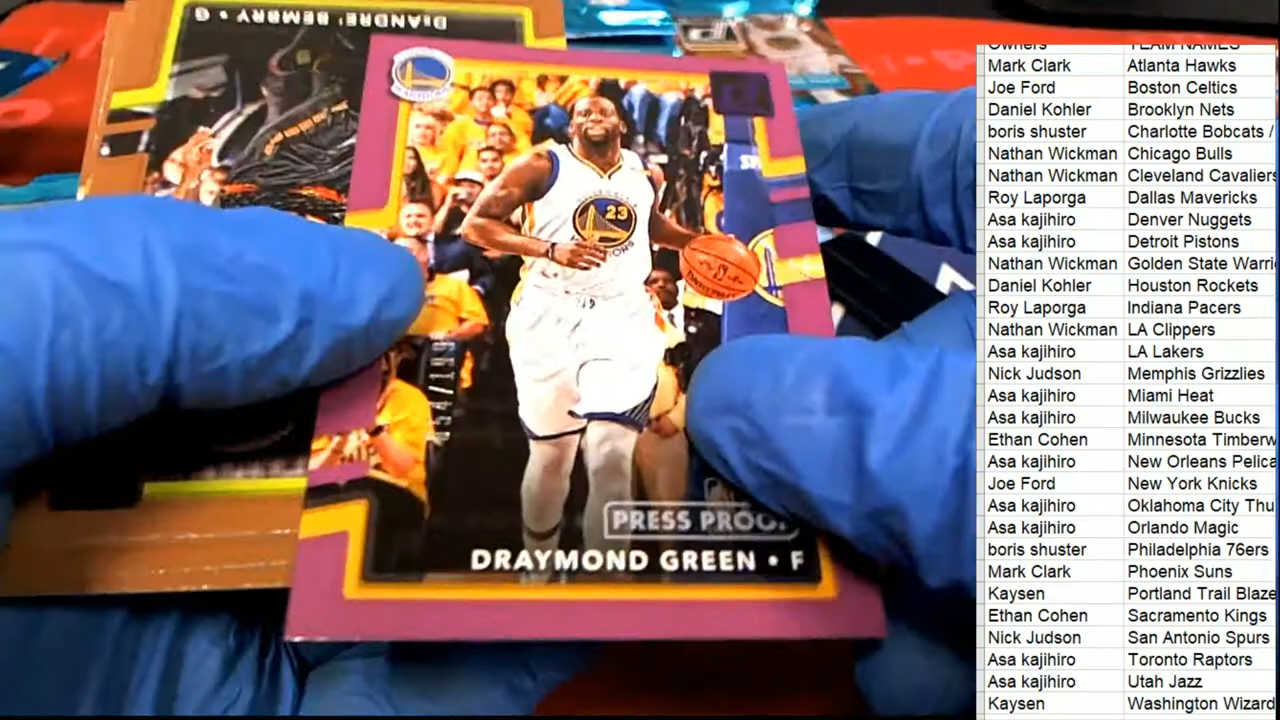 DEANDRE' BEMBRY • G
23
PRESS PROOF
DRAYMOND GREEN • F
Owners TEAM NAMES
Mark Clark Atlanta Hawks
Joe Ford Boston Celtics
Daniel Kohler Brooklyn Nets
boris shuster Charlotte Bobcats /
Nathan Wickman Chicago Bulls
Nathan Wickman Cleveland Cavaliers
Roy Laporga Dallas Mavericks
Asa kajihiro Denver Nuggets
Asa kajihiro Detroit Pistons
Nathan Wickman Golden State Warri
Daniel Kohler Houston Rockets
Roy Laporga Indiana Pacers
Nathan Wickman LA Clippers
Asa kajihiro LA Lakers
Nick Judson Memphis Grizzlies
Asa kajihiro Miami Heat
Asa kajihiro Milwaukee Bucks
Ethan Cohen Minnesota Timberw
Asa kajihiro New Orleans Pelica
Joe Ford New York Knicks
Asa kajihiro Oklahoma City Thu
Asa kajihiro Orlando Magic
boris shuster Philadelphia 76ers
Mark Clark Phoenix Suns
Kaysen Portland Trail Blaze
Ethan Cohen Sacramento Kings
Nick Judson San Antonio Spurs
Asa kajihiro Toronto Raptors
Asa kajihiro Utah Jazz
Kaysen Washington Wizard